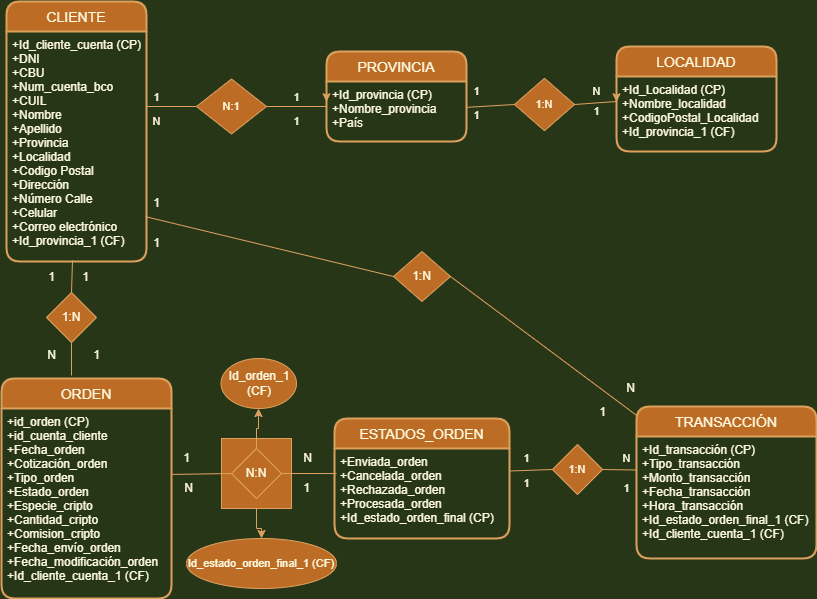 CLIENTE
+Id_cliente_cuenta (CP)
+DNI
+CBU
+Num_cuenta_bco
+CUIL
+Nombre
+Apellido
+Provincia
+Localidad
+Codigo Postal
+Dirección
+Número Calle
+Celular
+Correo electrónico
+Id_provincia_1 (CF)
1
N
N:1
1
1
PROVINCIA
+Id_provincia (CP)
+Nombre_provincia
+País
1
1
1:N
N
1
LOCALIDAD
+Id_Localidad (CP)
+Nombre_localidad
+CodigoPostal_Localidad
+Id_provincia_1 (CF)
1
1
1:N
N
1
1
1
1:N
N
1
ORDEN
+id_orden (CP)
+id_cuenta_cliente
+Fecha_orden
+Cotización_orden
+Tipo_orden
+Estado_orden
+Especie_cripto
+Cantidad_cripto
+Comision_cripto
+Fecha_envío_orden
+Fecha_modificación_orden
+Id_cliente_cuenta_1 (CF)
1
N
Id_orden_1
(CF)
N:N
Id_estado_orden_final_1 (CF)
N
1
ESTADOS_ORDEN
+Enviada_orden
+Cancelada_orden
+Rechazada_orden
+Procesada_orden
+Id_estado_orden_final (CP)
1
1
1:N
N
1
TRANSACCIÓN
+Id_transacción (CP)
+Tipo_transacción
+Monto_transacción
+Fecha_transacción
+Hora_transacción
+Id_estado_orden_final_1 (CF)
+Id_cliente_cuenta_1 (CF)